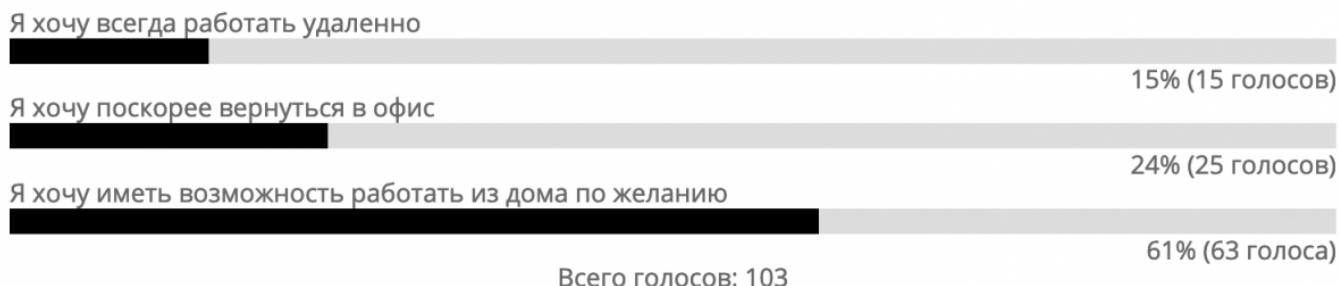 Я хочу всегда работать удаленно
15% (15 голосов)
Я хочу поскорее вернуться в офис
24% (25 голосов)
Я хочу иметь возможность работать из дома по желанию
61% (63 голоса)
Всего голосов: 103